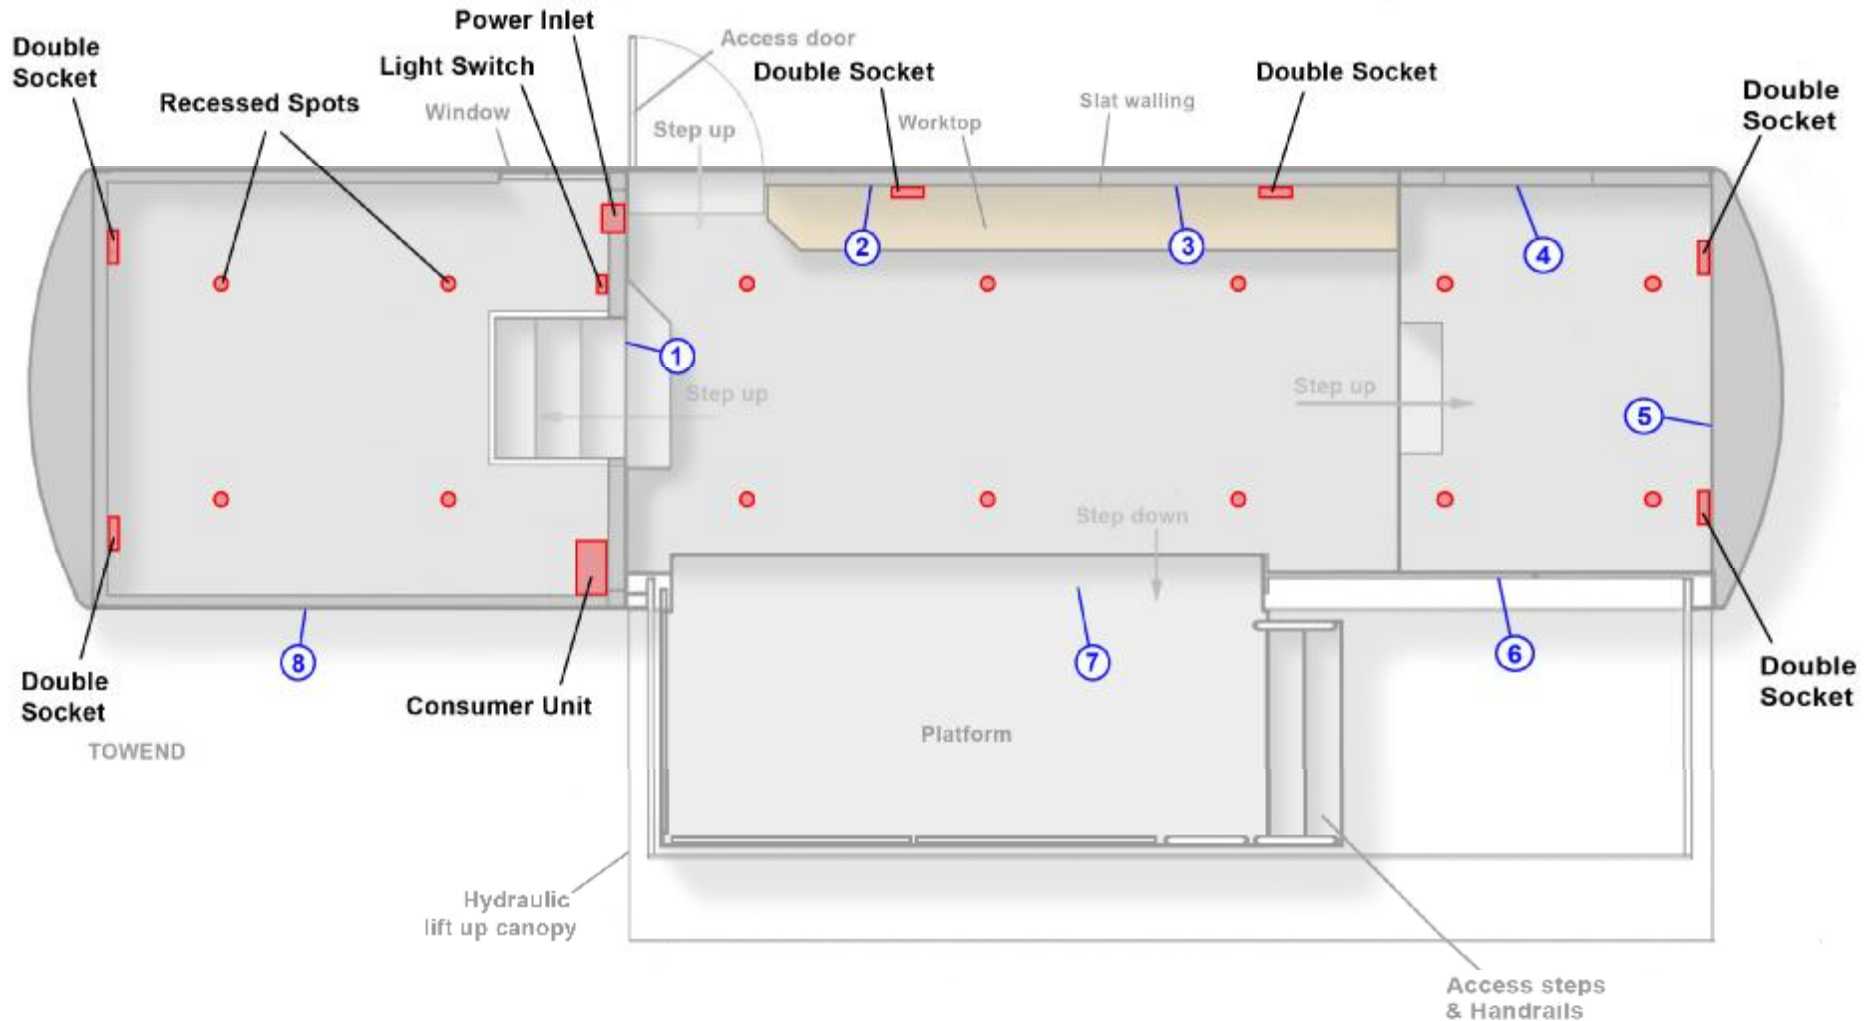 Power Inlet
Double
Socket
Access door
Light Switch
Double Socket
Double Socket
Double
Socket
Recessed Spots
Window
Step up
Worktop
Slat walling
2
3
4
1
Step up
Step up
5
Step down
8
7
6
Double
Socket
Consumer Unit
Double
Socket
TOWEND
Platform
Hydraulic
lift up canopy
Access steps
& Handrails